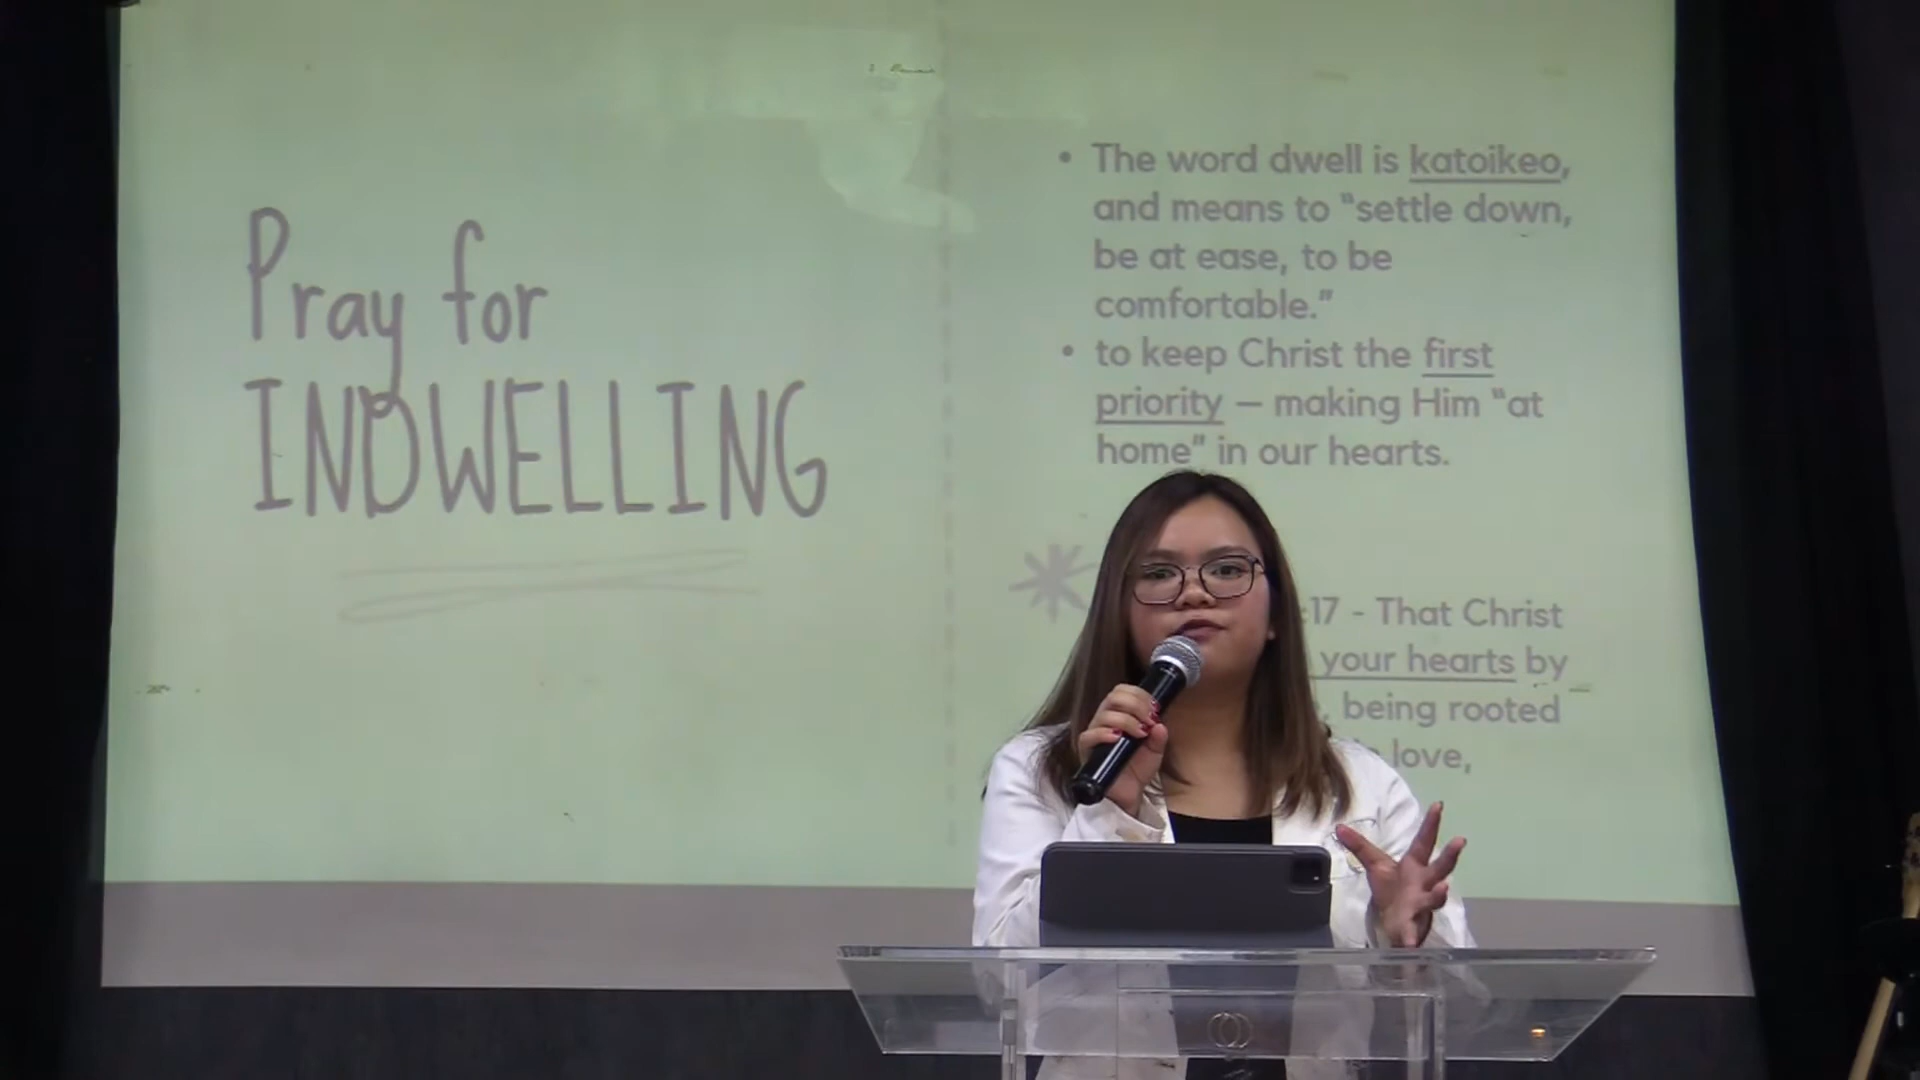 Pray for
INDWELLING
• The word dwell is katoikeo,
and means to “settle down,
be at ease, to be
comfortable.”
• to keep Christ the first
priority – making Him “at
home” in our hearts.
:17 - That Christ
your hearts by
, being rooted
love,